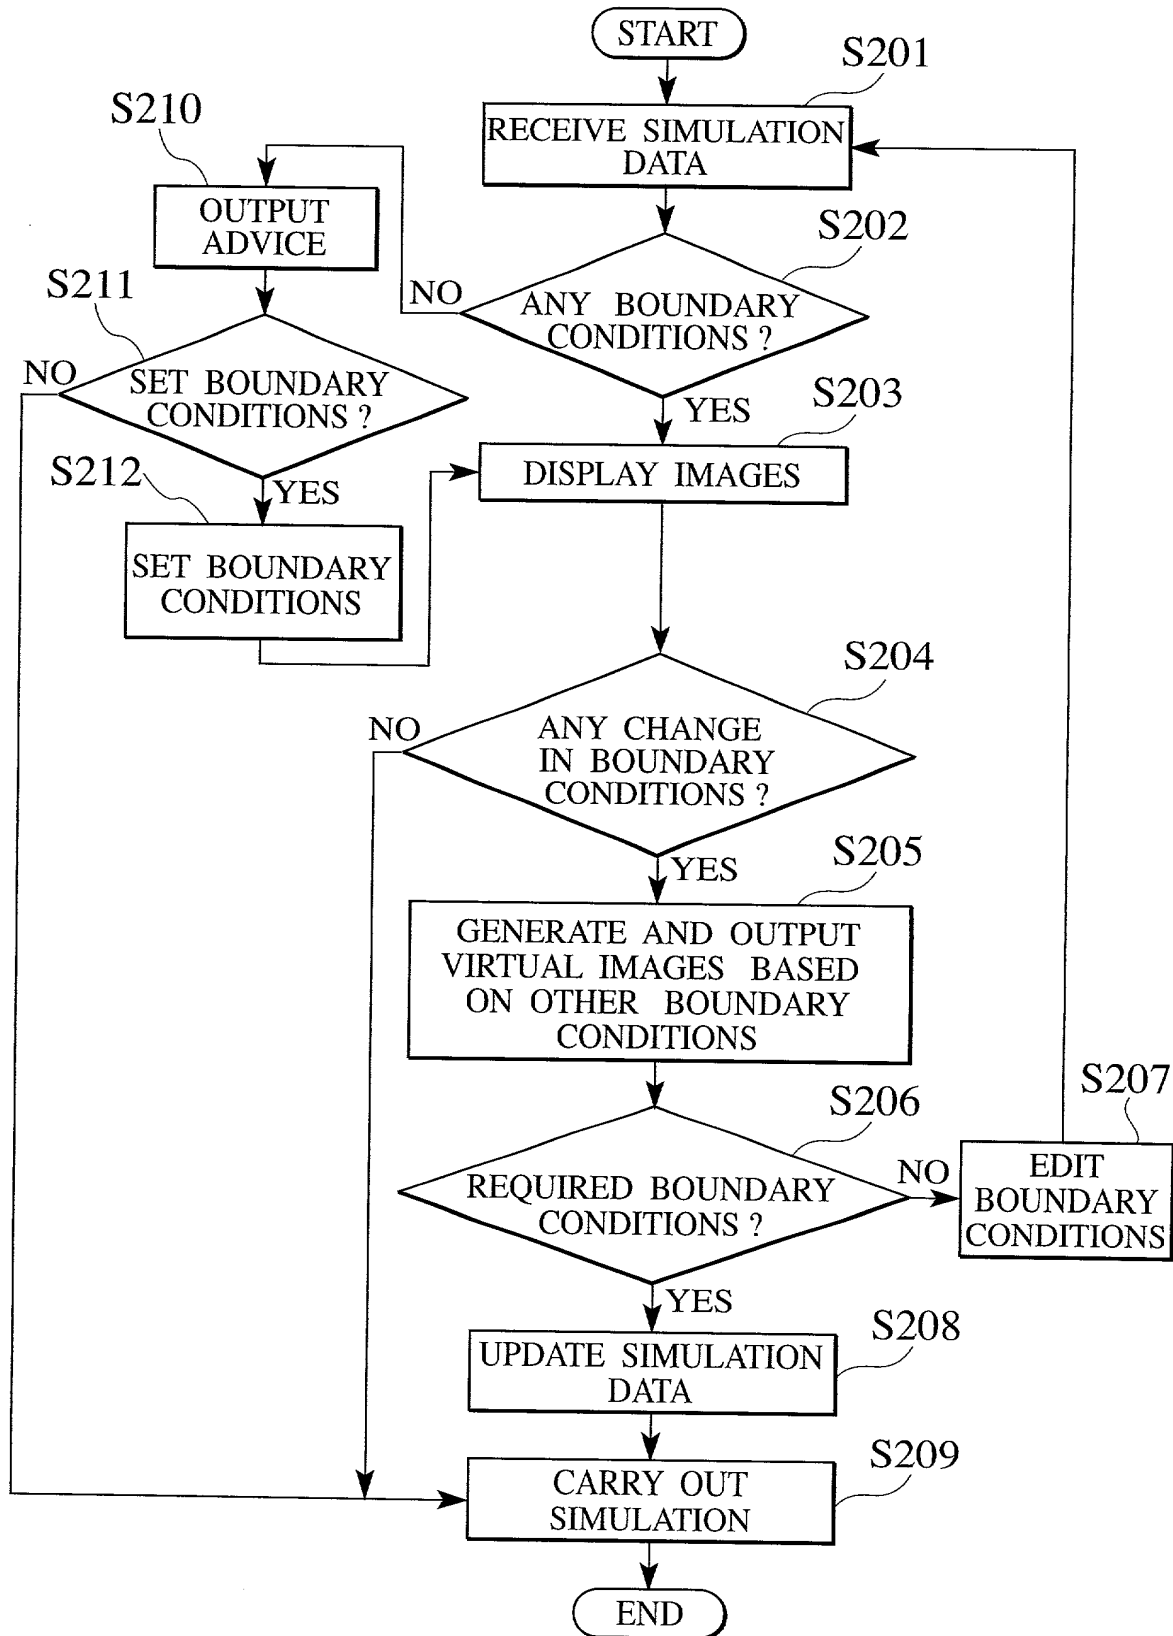 START
S201
RECEIVE SIMULATION
DATA
S210
OUTPUT
ADVICE
S202
NO
ANY BOUNDARY
CONDITIONS ?
S211
NO
SET BOUNDARY
CONDITIONS ?
YES
S203
DISPLAY IMAGES
S212
YES
SET BOUNDARY
CONDITIONS
S204
NO
ANY CHANGE
IN BOUNDARY
CONDITIONS ?
YES
S205
GENERATE AND OUTPUT
VIRTUAL IMAGES BASED
ON OTHER BOUNDARY
CONDITIONS
S206
REQUIRED BOUNDARY
CONDITIONS ?
NO
S207
EDIT
BOUNDARY
CONDITIONS
YES
S208
UPDATE SIMULATION
DATA
S209
CARRY OUT
SIMULATION
END